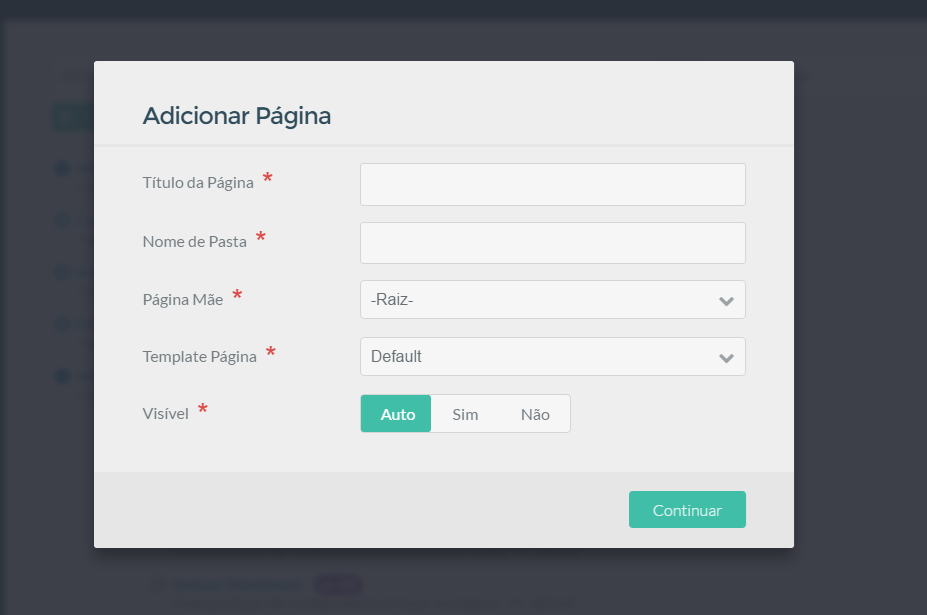 Adicionar Página
Título da Página *
Nome de Pasta *
Página Mãe *
-Raiz-
Template Página *
Default
Visível *
Auto Sim Não
Continuar